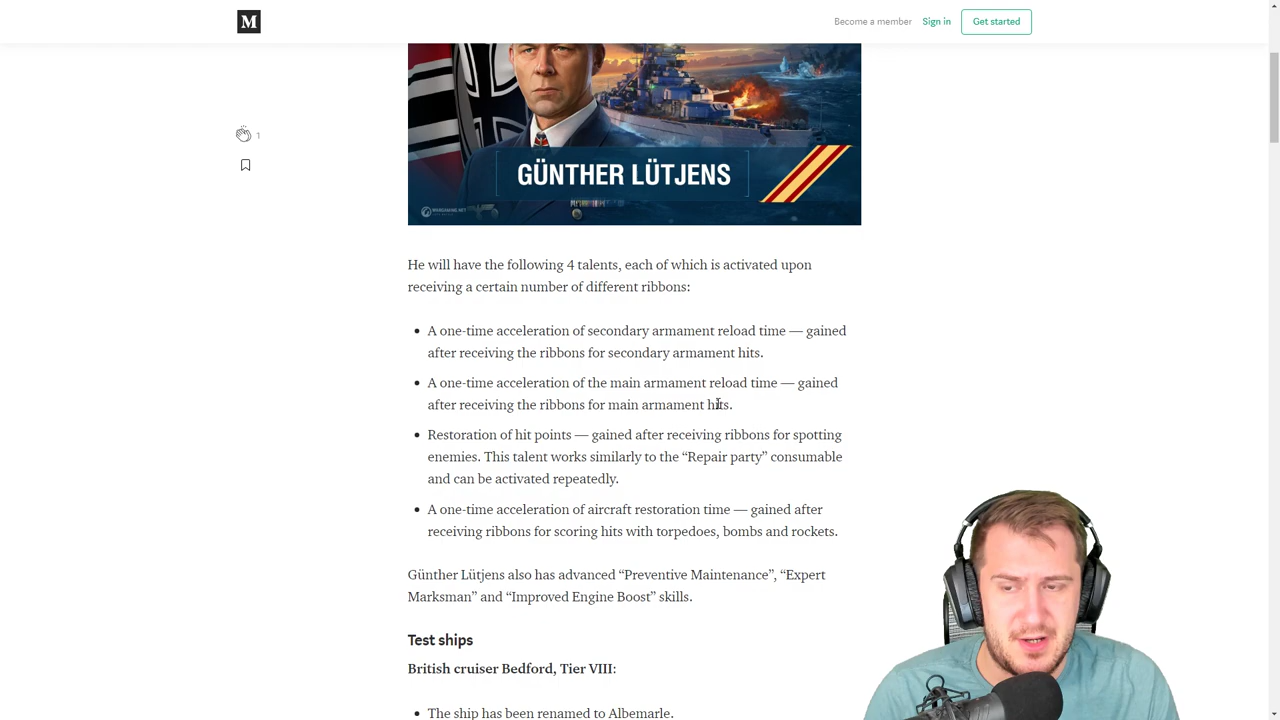 M
Become a member Sign in Get started
1
GÜNTHER LÜTJENS
WARGAMING.NET
He will have the following 4 talents, each of which is activated upon
receiving a certain number of different ribbons:
A one-time acceleration of secondary armament reload time — gained
after receiving the ribbons for secondary armament hits.
A one-time acceleration of the main armament reload time — gained
after receiving the ribbons for main armament hits.
Restoration of hit points — gained after receiving ribbons for spotting
enemies. This talent works similarly to the “Repair party” consumable
and can be activated repeatedly.
A one-time acceleration of aircraft restoration time — gained after
receiving ribbons for scoring hits with torpedoes, bombs and rockets.
Günther Lütjens also has advanced “Preventive Maintenance”, “Expert
Marksman” and “Improved Engine Boost” skills.
Test ships
British cruiser Bedford, Tier VIII:
The ship has been renamed to Albemarle.